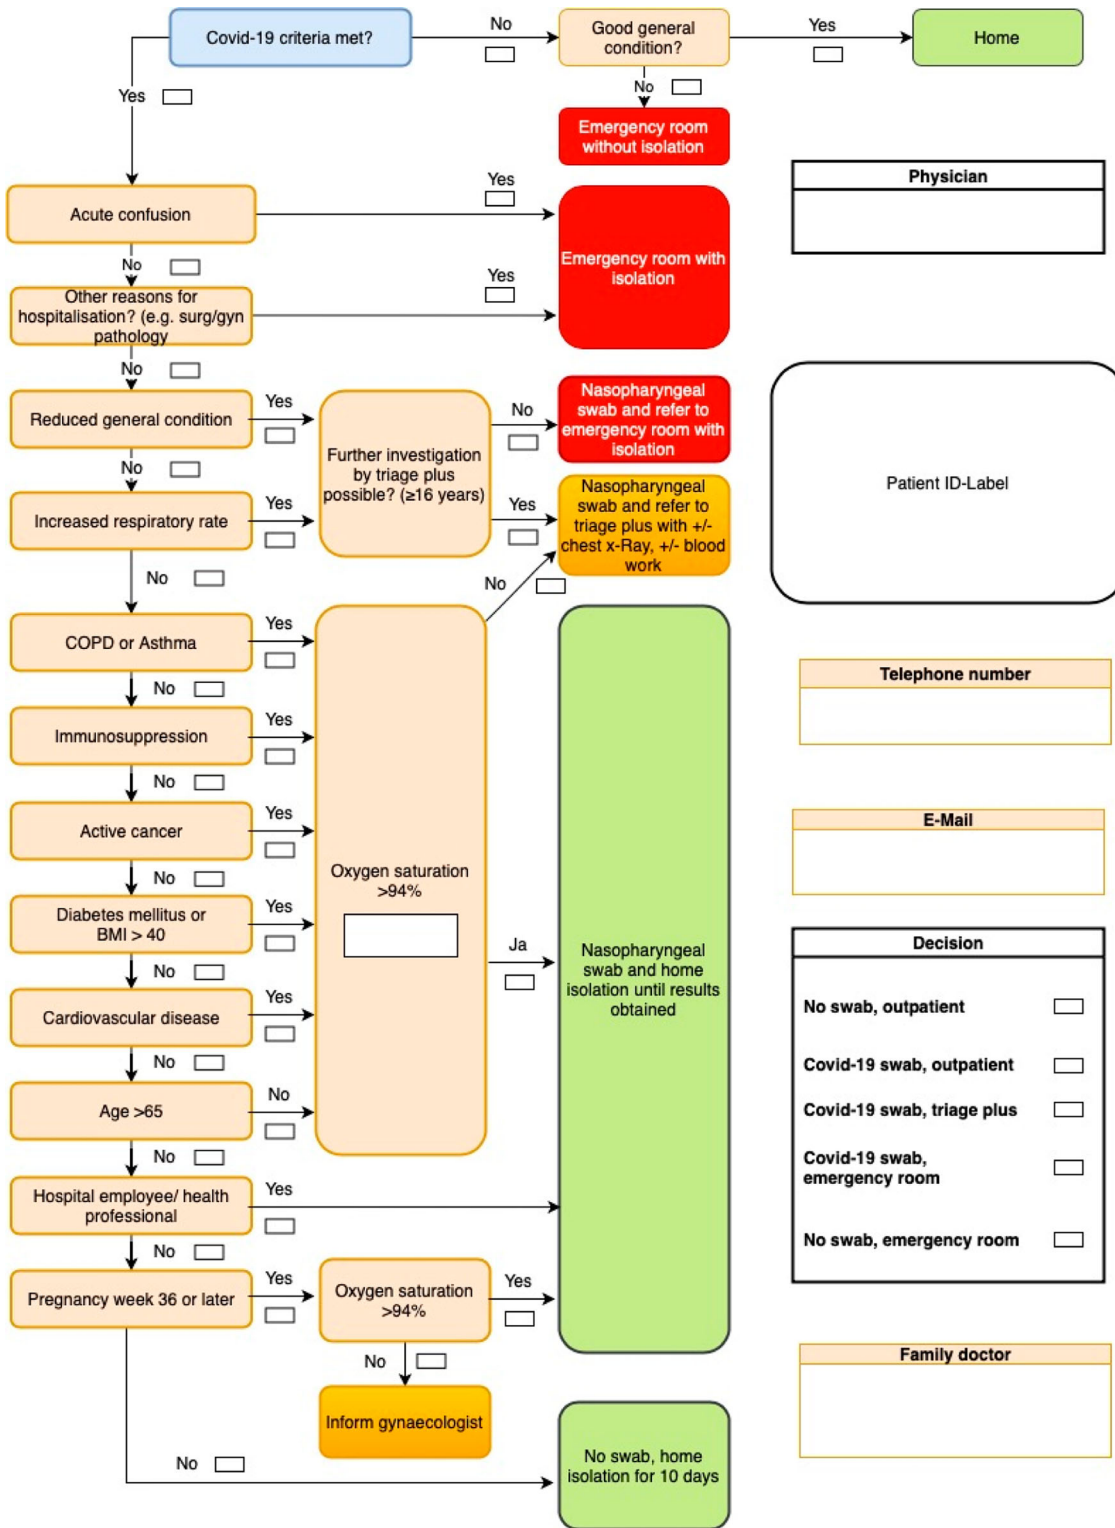 Covid-19 criteria met?
No
Good general
condition?
Yes
Home
Yes
No
Emergency room
without isolation
Physician
Acute confusion
Yes
Emergency room with
isolation
No
Other reasons for
hospitalisation? (e.g. surg/gyn
pathology
Yes
No
Reduced general condition
Yes
Further investigation
by triage plus
possible? (≥16 years)
No
Nasopharyngeal
swab and refer to
emergency room with
isolation
Patient ID-Label
No
Increased respiratory rate
Yes
Yes
Nasopharyngeal
swab and refer to
triage plus with +/-
chest x-Ray, +/- blood
work
No
No
COPD or Asthma
Yes
Telephone number
No
Immunosuppression
Yes
No
Active cancer
Yes
E-Mail
Oxygen saturation
>94%
No
Diabetes mellitus or
BMI > 40
Yes
Ja
Nasopharyngeal
swab and home
isolation until results
obtained
No
Cardiovascular disease
Yes
No
Age >65
No
No
Hospital employee/ health
professional
Yes
No
Pregnancy week 36 or later
Yes
Oxygen saturation
>94%
Yes
No
Inform gynaecologist
No
No swab, home
isolation for 10 days
Decision
No swab, outpatient
Covid-19 swab, outpatient
Covid-19 swab, triage plus
Covid-19 swab,
emergency room
No swab, emergency room
Family doctor